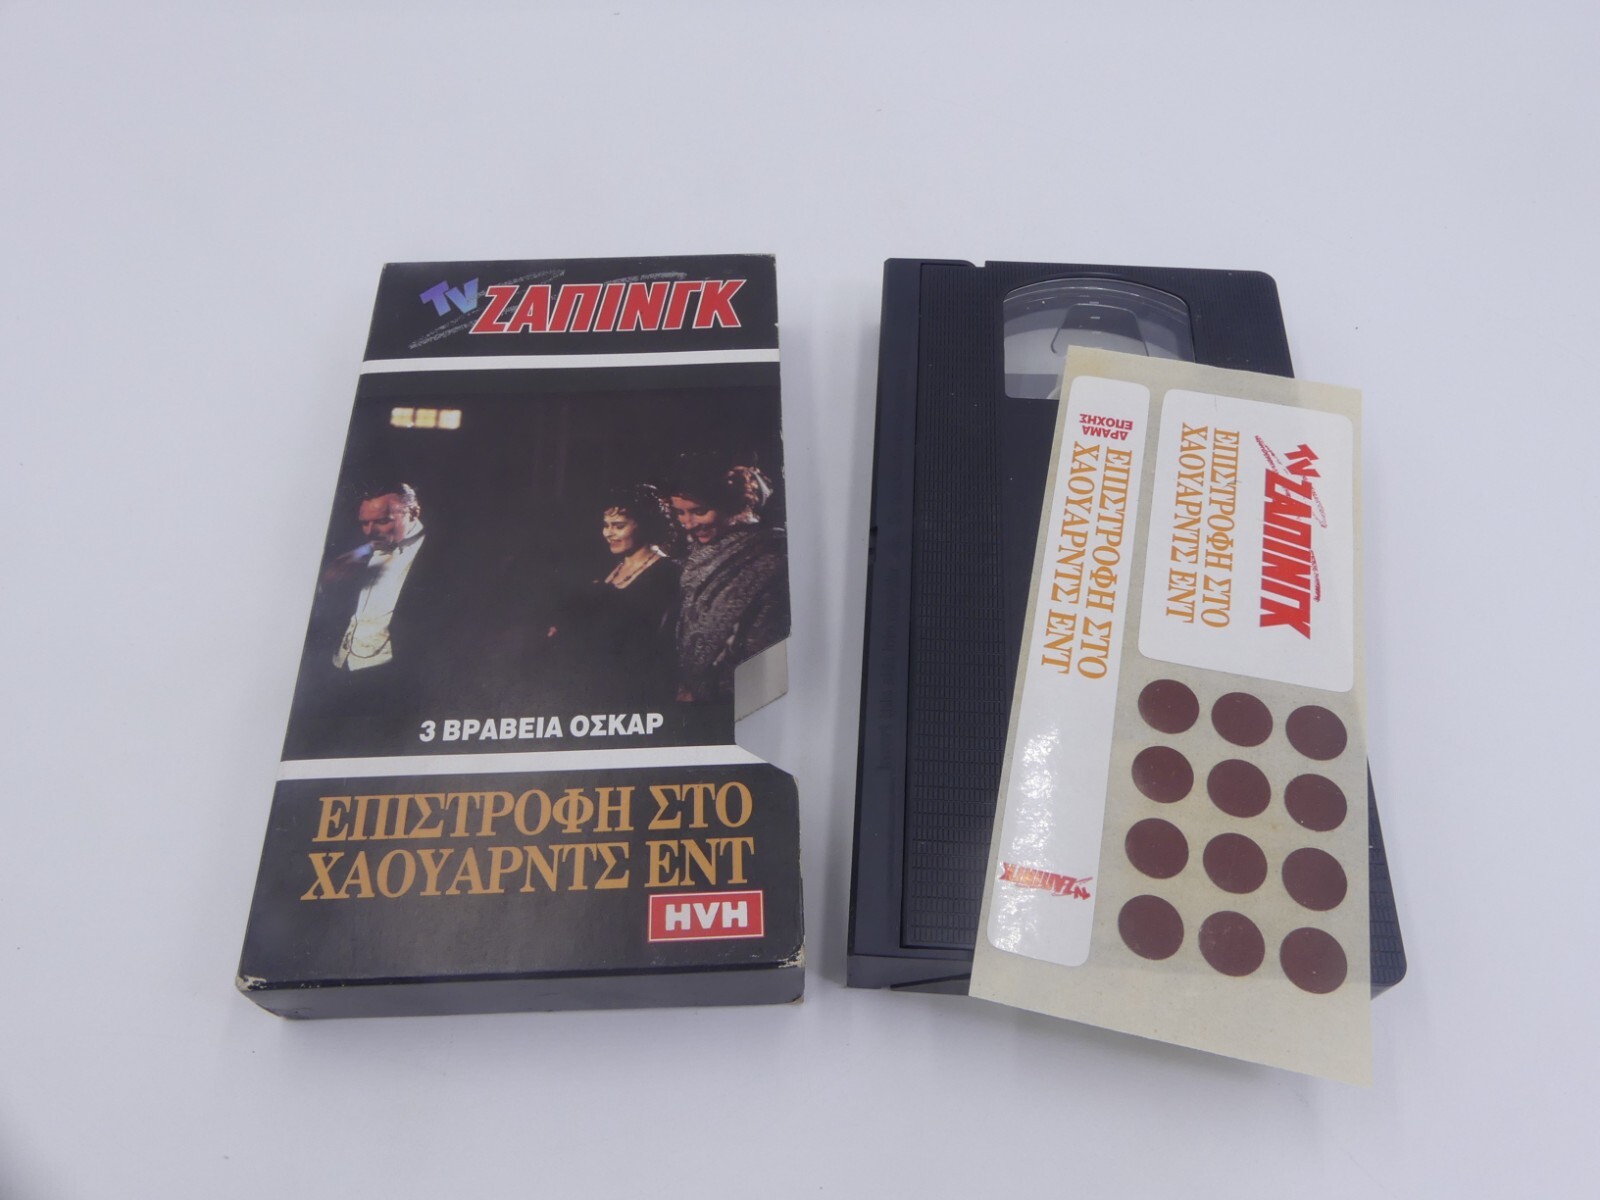 TV ΖΑΠΙΝΓΚ
3 ΒΡΑΒΕΙΑ ΟΣΚΑΡ
ΕΠΙΣΤΡΟΦΗ ΣΤΟ
ΧΑΟΥΑΡΝΤΣ ΕΝΤ
HVH
ΔΡΑΜΑ
ΕΠΟΧΗΣ
ΕΠΙΣΤΡΟΦΗ ΣΤΟ
ΧΑΟΥΑΡΝΤΣ ΕΝΤ
TV ΖΑΠΙΝΓΚ
TV ΖΑΠΙΝΓΚ
ΕΠΙΣΤΡΟΦΗ ΣΤΟ
ΧΑΟΥΑΡΝΤΣ ΕΝΤ